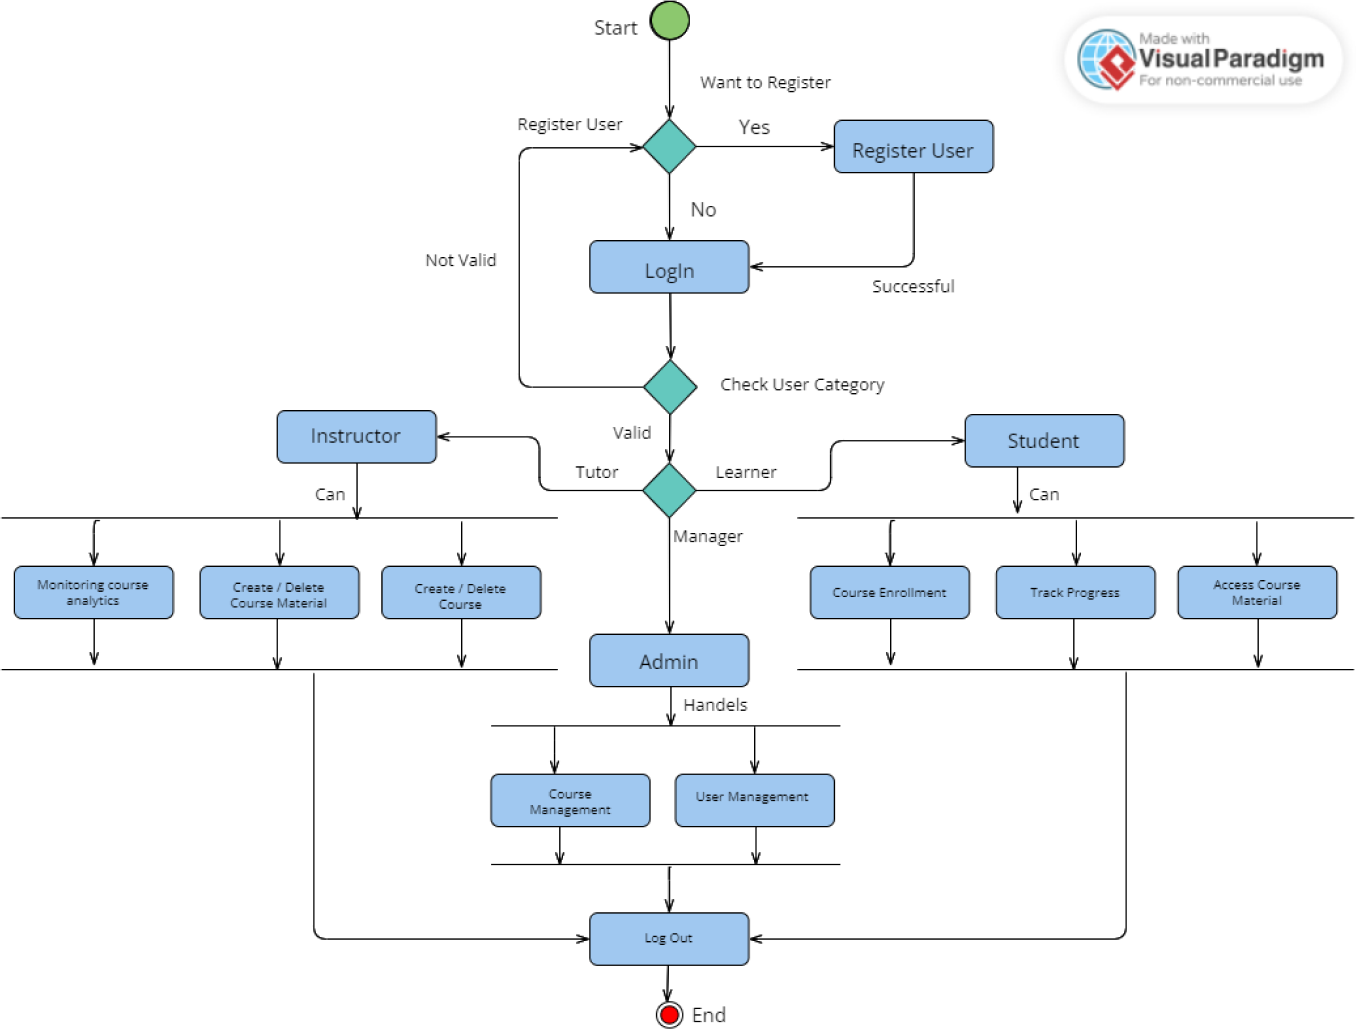 Start
Made with
Visual Paradigm
For non-commercial use
Want to Register
Register User
Yes
Register User
No
Not Valid
LogIn
Successful
Check User Category
Instructor
Valid
Student
Tutor
Learner
Can
Can
Manager
Monitoring course
analytics
Create / Delete
Course Material
Create / Delete
Course
Course Enrollment
Track Progress
Access Course
Material
Admin
Handels
Course
Management
User Management
Log Out
End